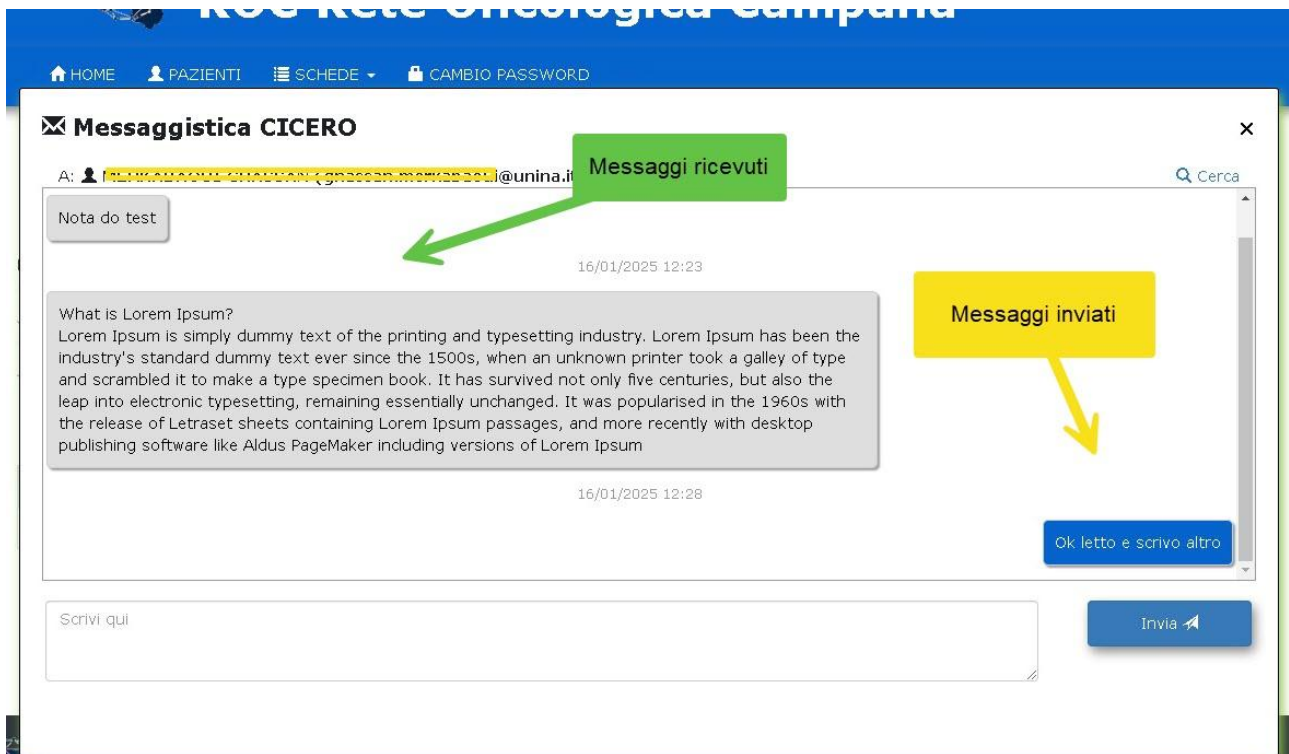 ROC Rete Oncologica Campana
HOME PAZIENTI SCHEDE CAMBIO PASSWORD
Messaggistica CICERO
×
A: @unina.it
Messaggi ricevuti
Cerca
Nota do test
16/01/2025 12:23
What is Lorem Ipsum?
Lorem Ipsum is simply dummy text of the printing and typesetting industry. Lorem Ipsum has been the
industry's standard dummy text ever since the 1500s, when an unknown printer took a galley of type
and scrambled it to make a type specimen book. It has survived not only five centuries, but also the
leap into electronic typesetting, remaining essentially unchanged. It was popularised in the 1960s with
the release of Letraset sheets containing Lorem Ipsum passages, and more recently with desktop
publishing software like Aldus PageMaker including versions of Lorem Ipsum
Messaggi inviati
16/01/2025 12:28
Ok letto e scrivo altro
Scrivi qui
Invia